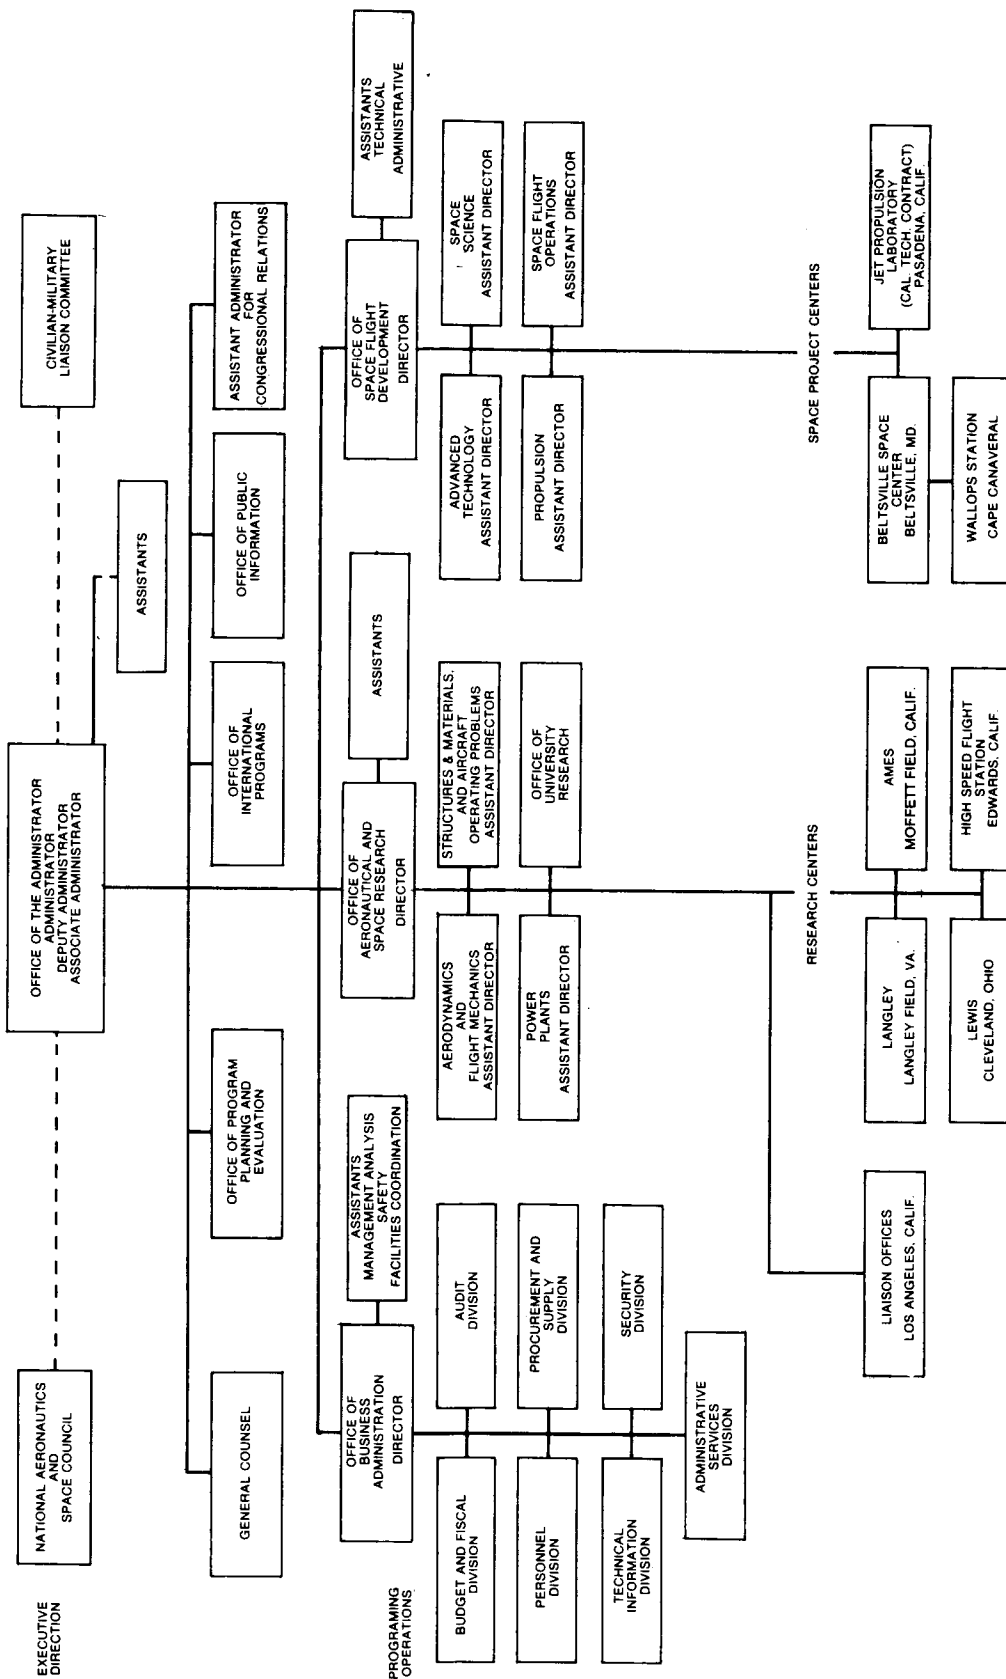 EXECUTIVE
DIRECTION
NATIONAL AERONAUTICS
AND
SPACE COUNCIL
OFFICE OF THE ADMINISTRATOR
ADMINISTRATOR
DEPUTY ADMINISTRATOR
ASSOCIATE ADMINISTRATOR
CIVILIAN-MILITARY
LIAISON COMMITTEE
ASSISTANTS
GENERAL COUNSEL
OFFICE OF PROGRAM
PLANNING AND
EVALUATION
OFFICE OF
INTERNATIONAL
PROGRAMS
OFFICE OF PUBLIC
INFORMATION
ASSISTANT ADMINISTRATOR
FOR
CONGRESSIONAL RELATIONS
PROGRAMING
OPERATIONS
OFFICE OF
BUSINESS
ADMINISTRATION
DIRECTOR
ASSISTANTS
MANAGEMENT ANALYSIS
SAFETY
FACILITIES COORDINATION
OFFICE OF
AERONAUTICAL AND
SPACE RESEARCH
DIRECTOR
ASSISTANTS
OFFICE OF
SPACE FLIGHT
DEVELOPMENT
DIRECTOR
ASSISTANTS
TECHNICAL
ADMINISTRATIVE
BUDGET AND FISCAL
DIVISION
AUDIT
DIVISION
PERSONNEL
DIVISION
PROCUREMENT AND
SUPPLY
DIVISION
TECHNICAL
INFORMATION
DIVISION
SECURITY
DIVISION
ADMINISTRATIVE
SERVICES
DIVISION
AERODYNAMICS
AND
FLIGHT MECHANICS
ASSISTANT DIRECTOR
STRUCTURES & MATERIALS,
AND AIRCRAFT
OPERATING PROBLEMS
ASSISTANT DIRECTOR
POWER
PLANTS
ASSISTANT DIRECTOR
OFFICE OF
UNIVERSITY
RESEARCH
ADVANCED
TECHNOLOGY
ASSISTANT DIRECTOR
SPACE
SCIENCE
ASSISTANT DIRECTOR
PROPULSION
ASSISTANT DIRECTOR
SPACE FLIGHT
OPERATIONS
ASSISTANT DIRECTOR
LIAISON OFFICES
LOS ANGELES, CALIF.
RESEARCH CENTERS
LANGLEY
LANGLEY FIELD, VA.
AMES
MOFFETT FIELD, CALIF.
LEWIS
CLEVELAND, OHIO
HIGH SPEED FLIGHT
STATION
EDWARDS, CALIF.
SPACE PROJECT CENTERS
BELTSVILLE SPACE
CENTER
BELTSVILLE, MD.
JET PROPULSION
LABORATORY
(CAL. TECH. CONTRACT)
PASADENA, CALIF.
WALLOPS STATION
CAPE CANAVERAL